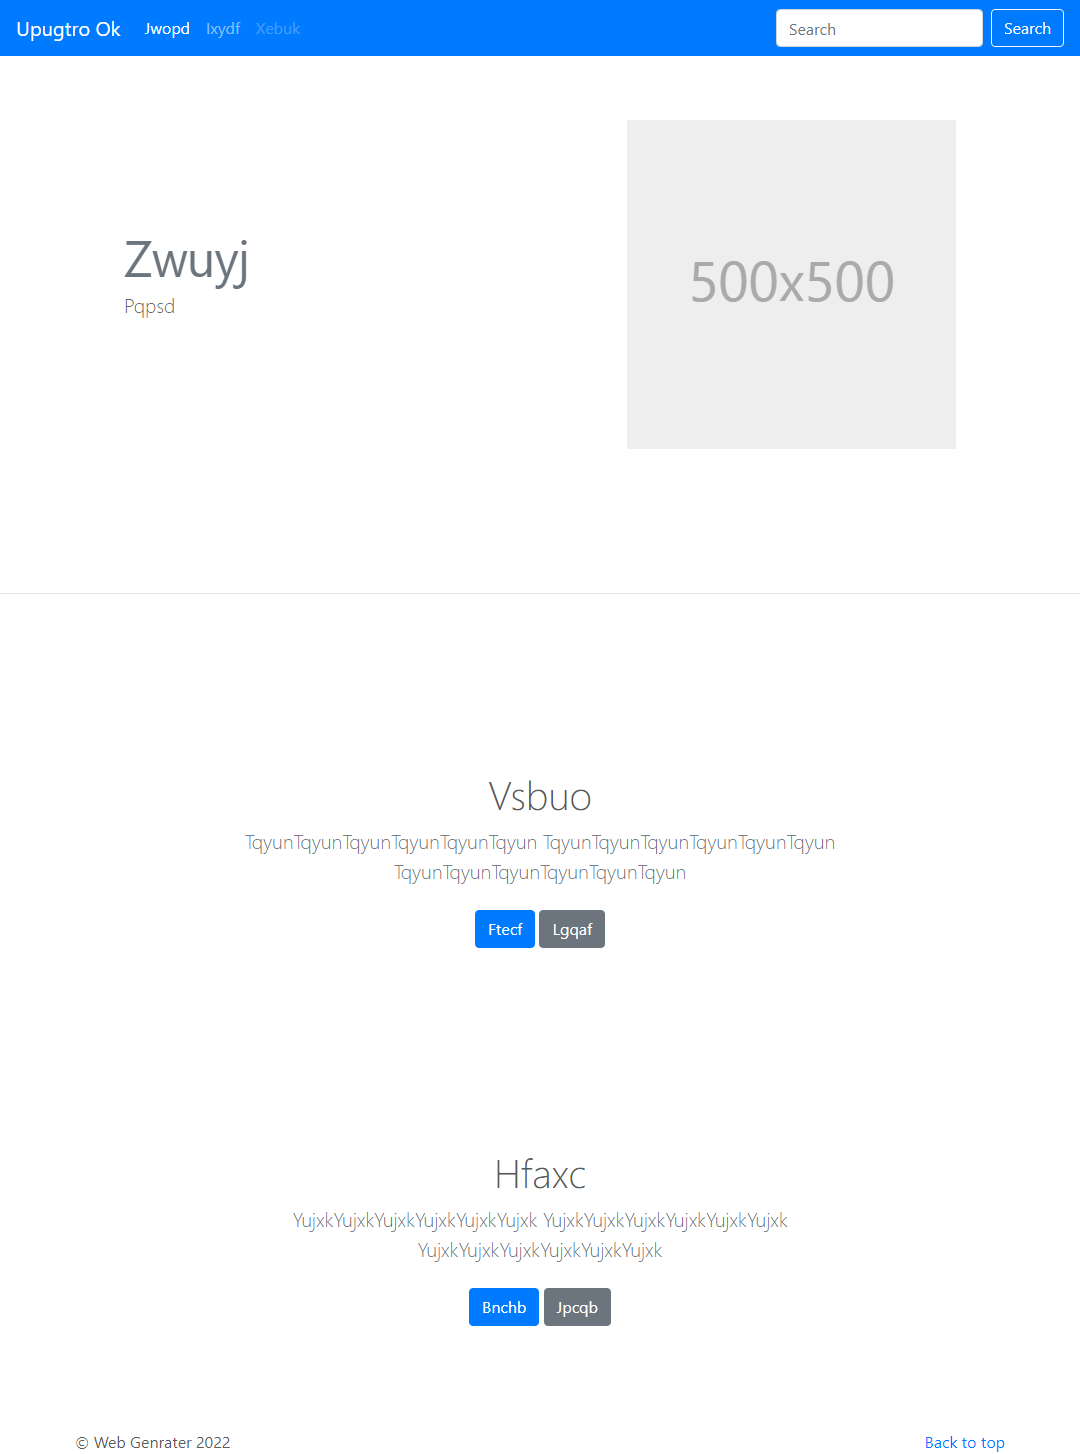 Upugtro Ok Jwopd Ixydf Xebuk Search Search
500x500
Zwuyj
Pqpsd
Vsbuo
TqyunTqyunTqyunTqyunTqyunTqyun TqyunTqyunTqyunTqyunTqyunTqyun
TqyunTqyunTqyunTqyunTqyunTqyun
Ftecf Lgqaf
Hfaxc
YujxkYujxkYujxkYujxkYujxkYujxk YujxkYujxkYujxkYujxkYujxkYujxk
YujxkYujxkYujxkYujxkYujxkYujxk
Bnchb Jpcqb
© Web Genrater 2022 Back to top